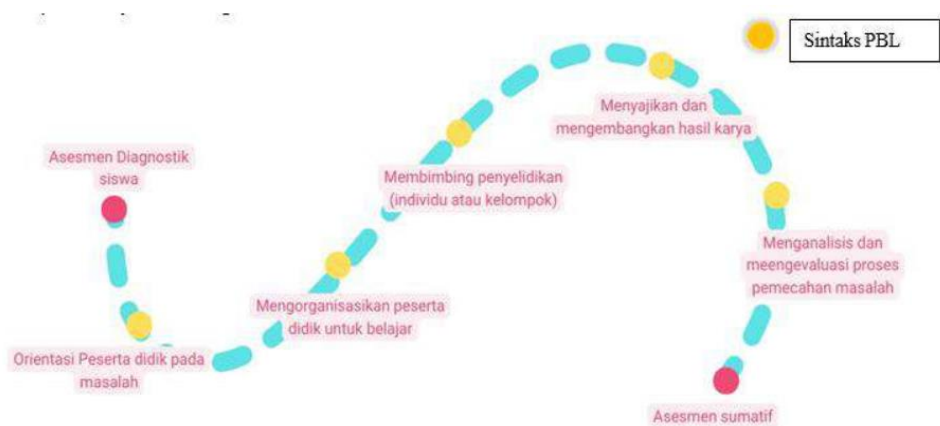 Sintaks PBL
Asesmen Diagnostik
siswa
Orientasi Peserta didik pada
masalah
Mengorganisasikan peserta
didik untuk belajar
Membimbing penyelidikan
(individu atau kelompok)
Menyajikan dan
mengembangkan hasil karya
Menganalisis dan
meengevaluasi proses
pemecahan masalah
Asesmen sumatif